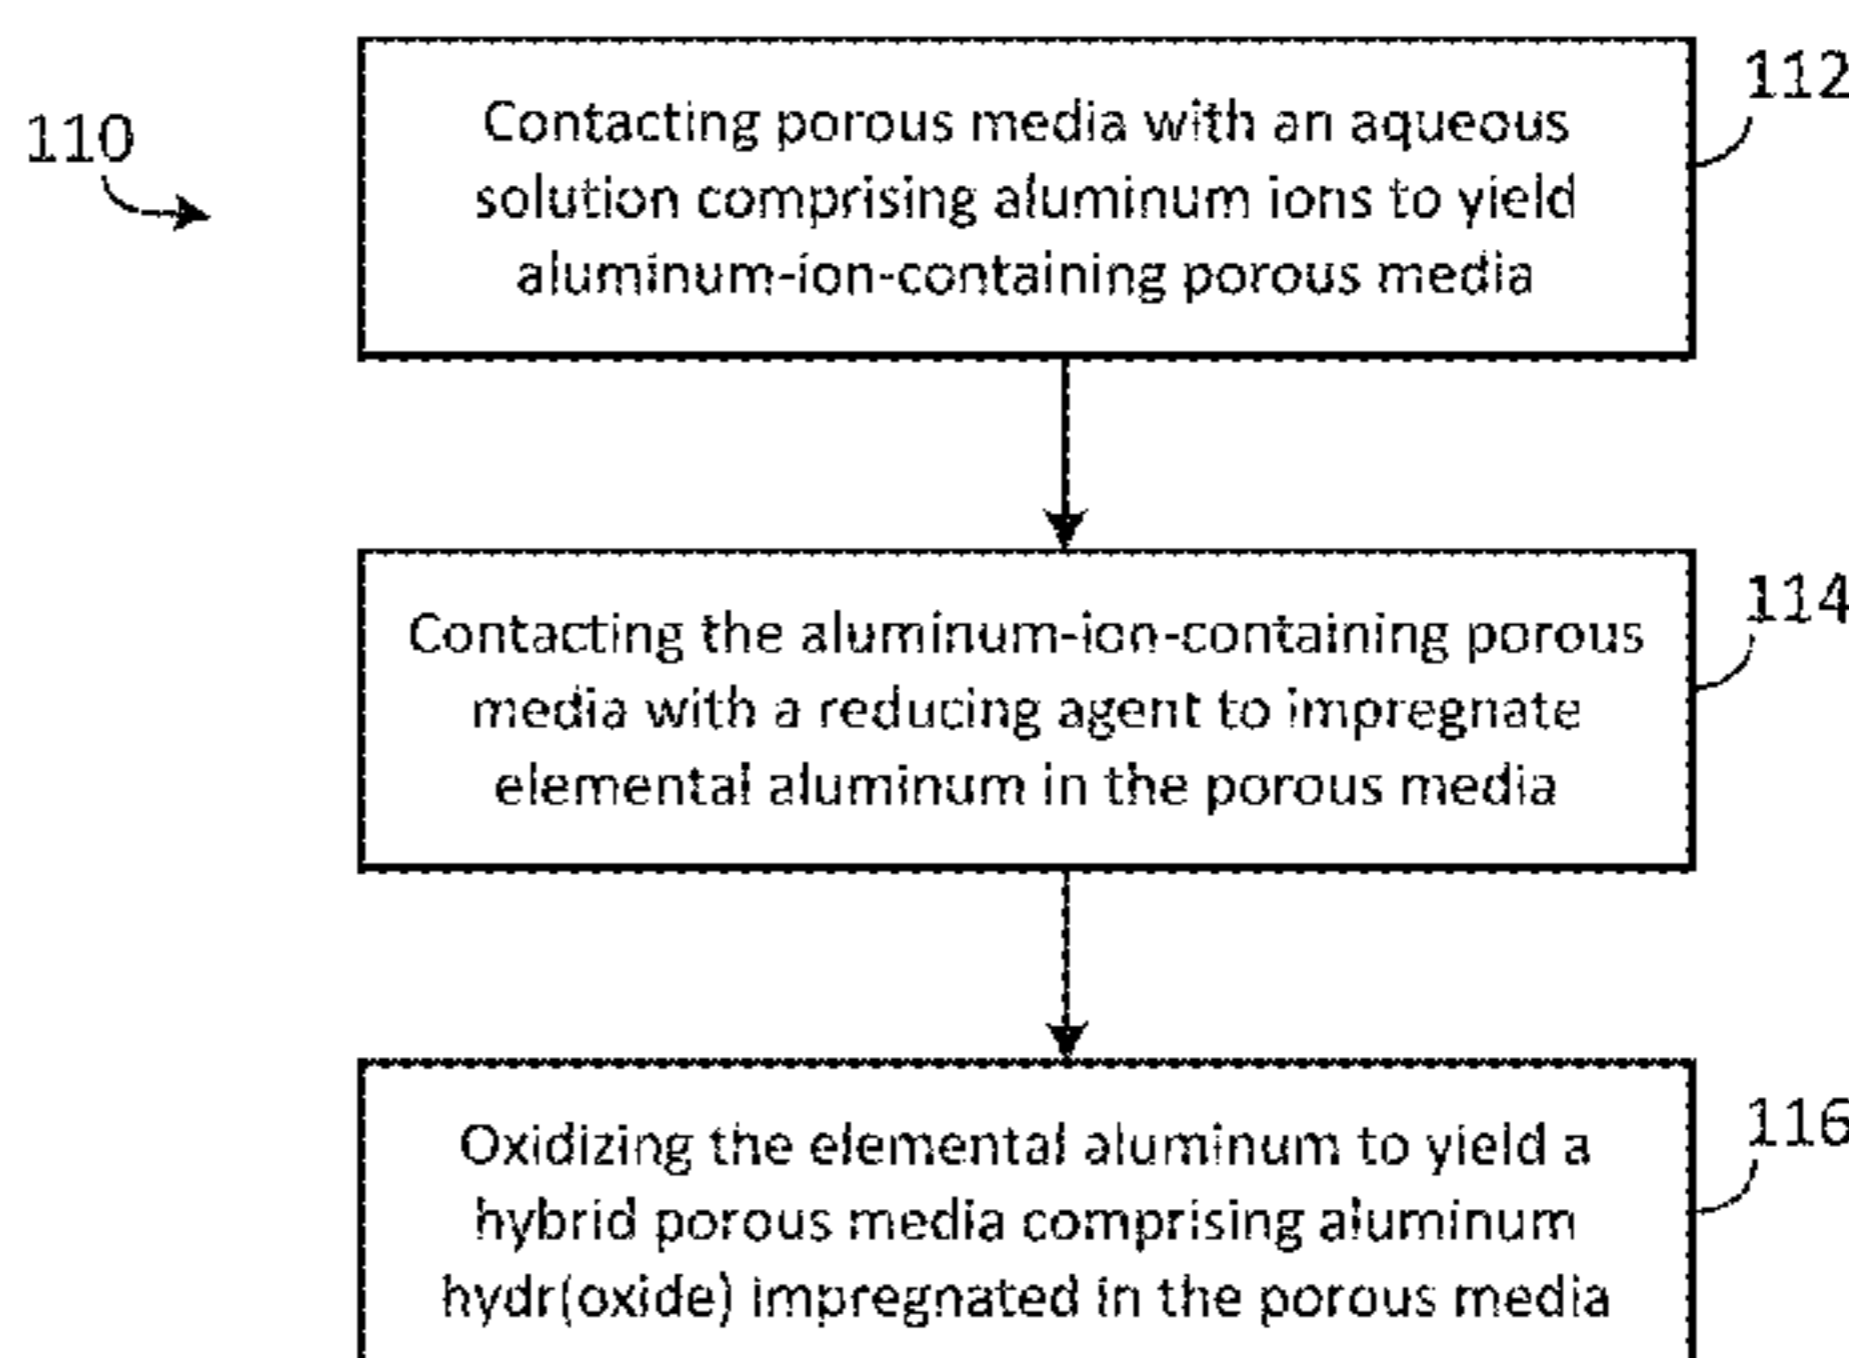 110
Contacting porous media with an aqueous
solution comprising aluminum ions to yield
aluminum-ion-containing porous media
112
Contacting the aluminum-ion-containing porous
media with a reducing agent to impregnate
elemental aluminum in the porous media
114
Oxidizing the elemental aluminum to yield a
hybrid porous media comprising aluminum
hydr(oxide) impregnated in the porous media
116